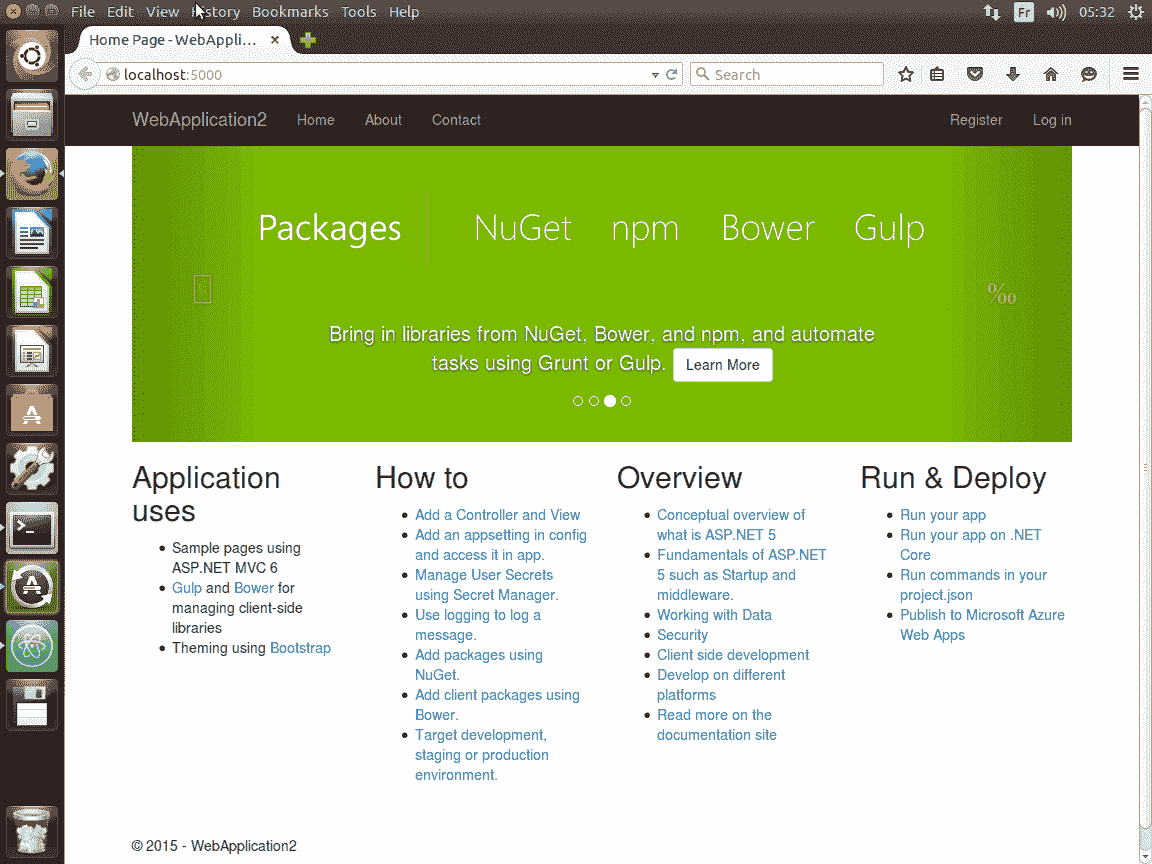 File Edit View History Bookmarks Tools Help
Fr 05:32
Home Page - WebAppli...
localhost:5000
Search
WebApplication2 Home About Contact Register Log in
Packages NuGet npm Bower Gulp
‰
Bring in libraries from NuGet, Bower, and npm, and automate
tasks using Grunt or Gulp. Learn More
Application
uses
Sample pages using
ASP.NET MVC 6
Gulp and Bower for
managing client-side
libraries
Theming using Bootstrap
How to
Add a Controller and View
Add an appsetting in config
and access it in app.
Manage User Secrets
using Secret Manager.
Use logging to log a
message.
Add packages using
NuGet.
Add client packages using
Bower.
Target development,
staging or production
environment.
Overview
Conceptual overview of
what is ASP.NET 5
Fundamentals of ASP.NET
5 such as Startup and
middleware.
Working with Data
Security
Client side development
Develop on different
platforms
Read more on the
documentation site
Run & Deploy
Run your app
Run your app on .NET
Core
Run commands in your
project.json
Publish to Microsoft Azure
Web Apps
© 2015 - WebApplication2